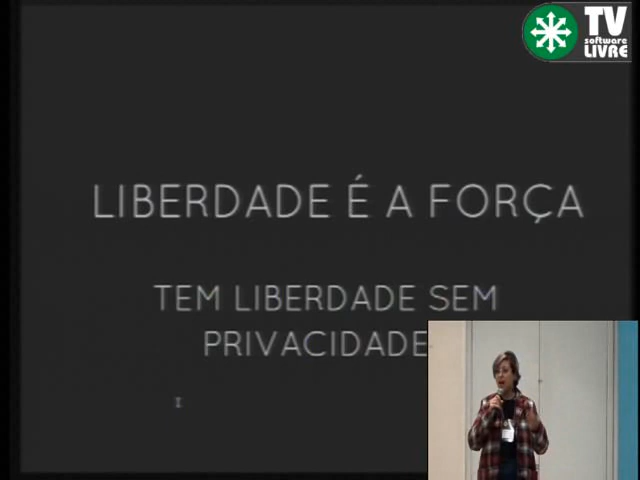 TV
software
LIVRE
LIBERDADE É A FORÇA
TEM LIBERDADE SEM
PRIVACIDADE